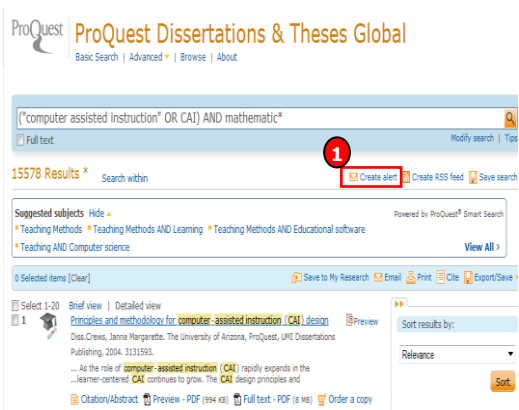 ProQuest
ProQuest Dissertations & Theses Global
Basic Search | Advanced | Browse | About
("computer assisted instruction" OR CAI) AND mathematic*
Full text
Modify search | Tips
1
15578 Results * Search within
Create alert Create RSS feed Save search
Suggested subjects Hide
Powered by ProQuest® Smart Search
Teaching Methods Teaching Methods AND Learning Teaching Methods AND Educational software
Teaching AND Computer science
View All >
0 Selected items [Clear]
Save to My Research Email Print Cite Export/Save
Select 1-20 Brief view | Detailed view
1 Principles and methodology for computer-assisted instruction (CAI) design
Preview
Diss.Crews, Janna Margarette. The University of Arizona, ProQuest, UMI Dissertations
Publishing, 2004. 3131593.
... As the role of computer-assisted instruction (CAI) rapidly expands in the
...learner-centered CAI continues to grow. The CAI design principles and
Citation/Abstract Preview - PDF (994 KB) Full text - PDF (8 MB) Order a copy
Sort results by:
Relevance
Sort